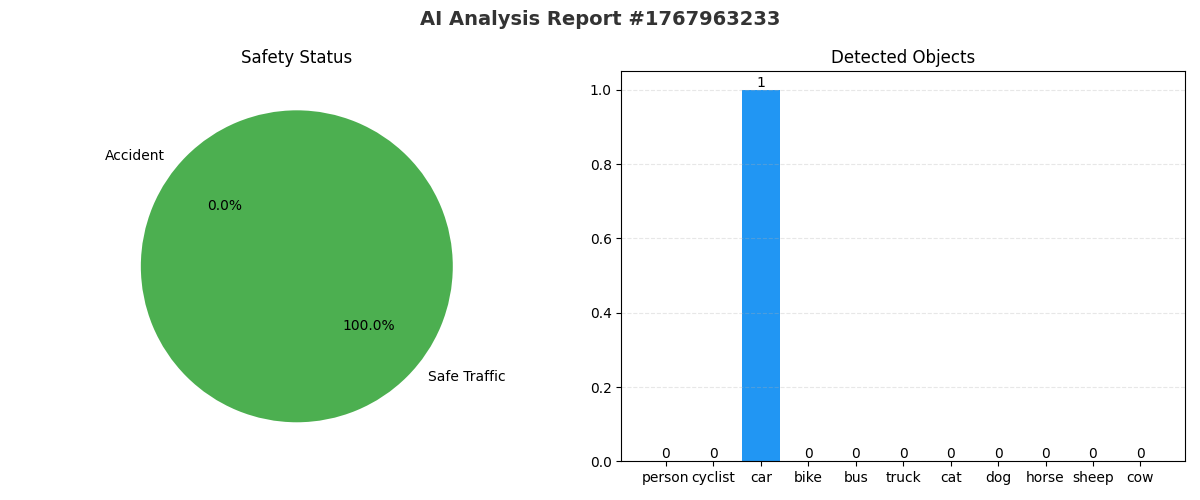 AI Analysis Report #1767963233
Safety Status
Accident
0.0%
100.0%
Safe Traffic
Detected Objects
1.0
0.8
0.6
0.4
0.2
0.0
1
0 0 0 0 0 0 0 0 0 0
person cyclist car bike bus truck cat dog horse sheep cow